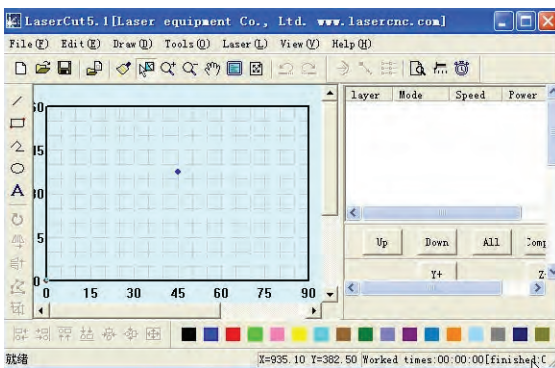 LaserCut5.1[Laser equipment Co., Ltd. www.lasercnc.com]
File(F) Edit(E) Draw(D) Tools(O) Laser(L) View(V) Help(H)
layer Mode Speed Power
60
15
30
5
0
0 15 30 45 60 75 90
A
Up Down All Comp
Y+ Z
就绪 X=935.10 Y=382.50 Worked times:00:00:00[finished: